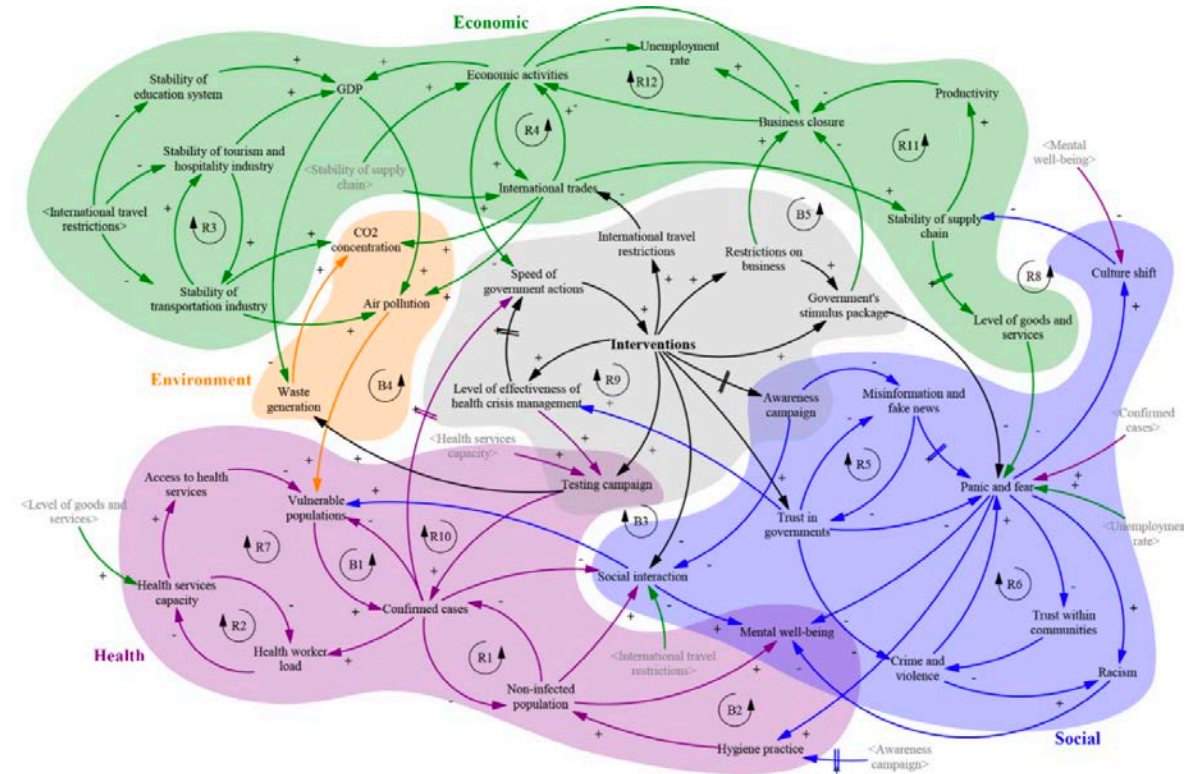 Economic
Stability of
education system
GDP
Economic activities
Unemployment
rate
R12
Productivity
Business closure
R4
R11
<Mental
well-being>
Stability of tourism and
hospitality industry
<Stability of supply
chain>
International trades
<International travel
restrictions>
R3
CO2
concentration
International travel
restrictions
B5
Restrictions on
business
Stability of supply
chain
R8
Culture shift
Stability of
transportation industry
Air pollution
Speed of
government actions
Government's
stimulus package
Level of goods and
services
Interventions
Environment
B4
Waste
generation
Level of effectiveness of
health crisis management
R9
Awareness
campaign
Misinformation and
fake news
<Confirmed
cases>
<Health services
capacity>
R5
Access to health
services
Vulnerable
populations
Testing campaign
Panic and fear
<Level of goods and
services>
Trust in
governments
<Unemployment
rate>
R7
B1
R10
B3
Health services
capacity
Social interaction
R6
R2
Confirmed cases
Trust within
communities
Health
Health worker
load
R1
<International travel
restrictions>
Mental well-being
Crime and
violence
Racism
Non-infected
population
B2
Social
Hygiene practice
<Awareness
campaign>